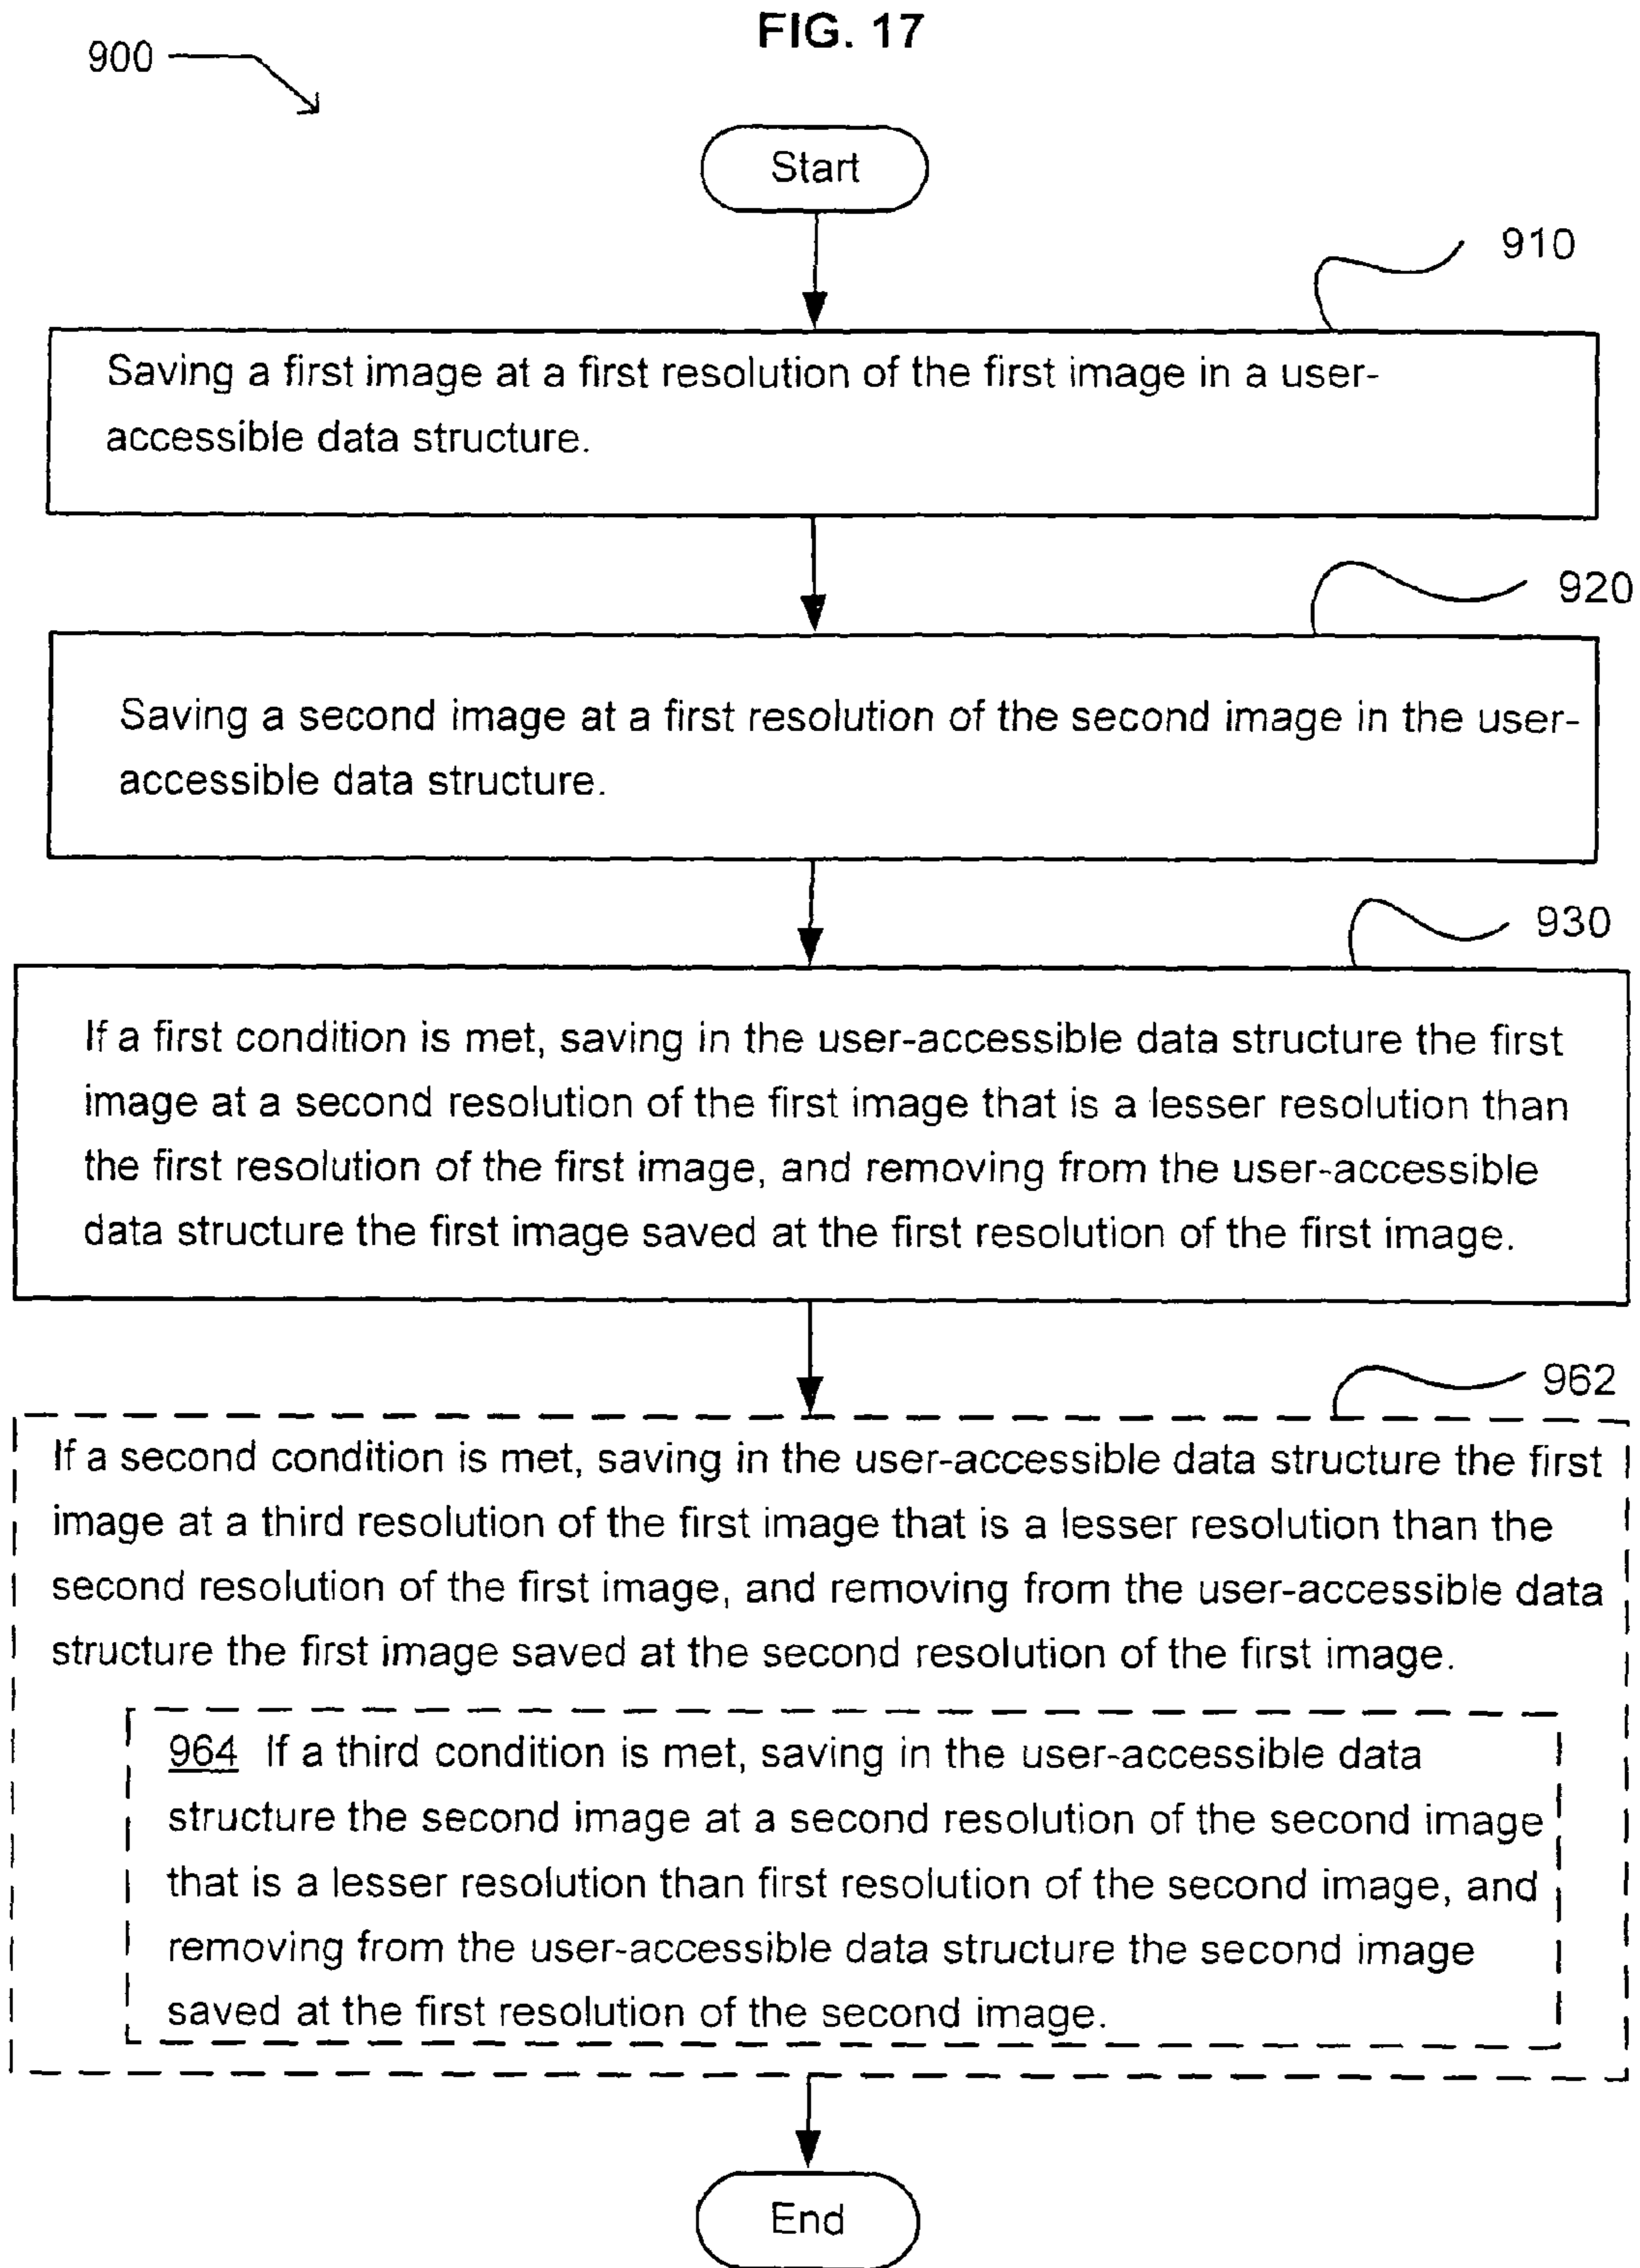 FIG. 17
900
Start
910
Saving a first image at a first resolution of the first image in a user-
accessible data structure.
920
Saving a second image at a first resolution of the second image in the user-
accessible data structure.
930
If a first condition is met, saving in the user-accessible data structure the first
image at a second resolution of the first image that is a lesser resolution than
the first resolution of the first image, and removing from the user-accessible
data structure the first image saved at the first resolution of the first image.
962
If a second condition is met, saving in the user-accessible data structure the first
image at a third resolution of the first image that is a lesser resolution than the
second resolution of the first image, and removing from the user-accessible data
structure the first image saved at the second resolution of the first image.
964 If a third condition is met, saving in the user-accessible data
structure the second image at a second resolution of the second image
that is a lesser resolution than first resolution of the second image, and
removing from the user-accessible data structure the second image
saved at the first resolution of the second image.
End